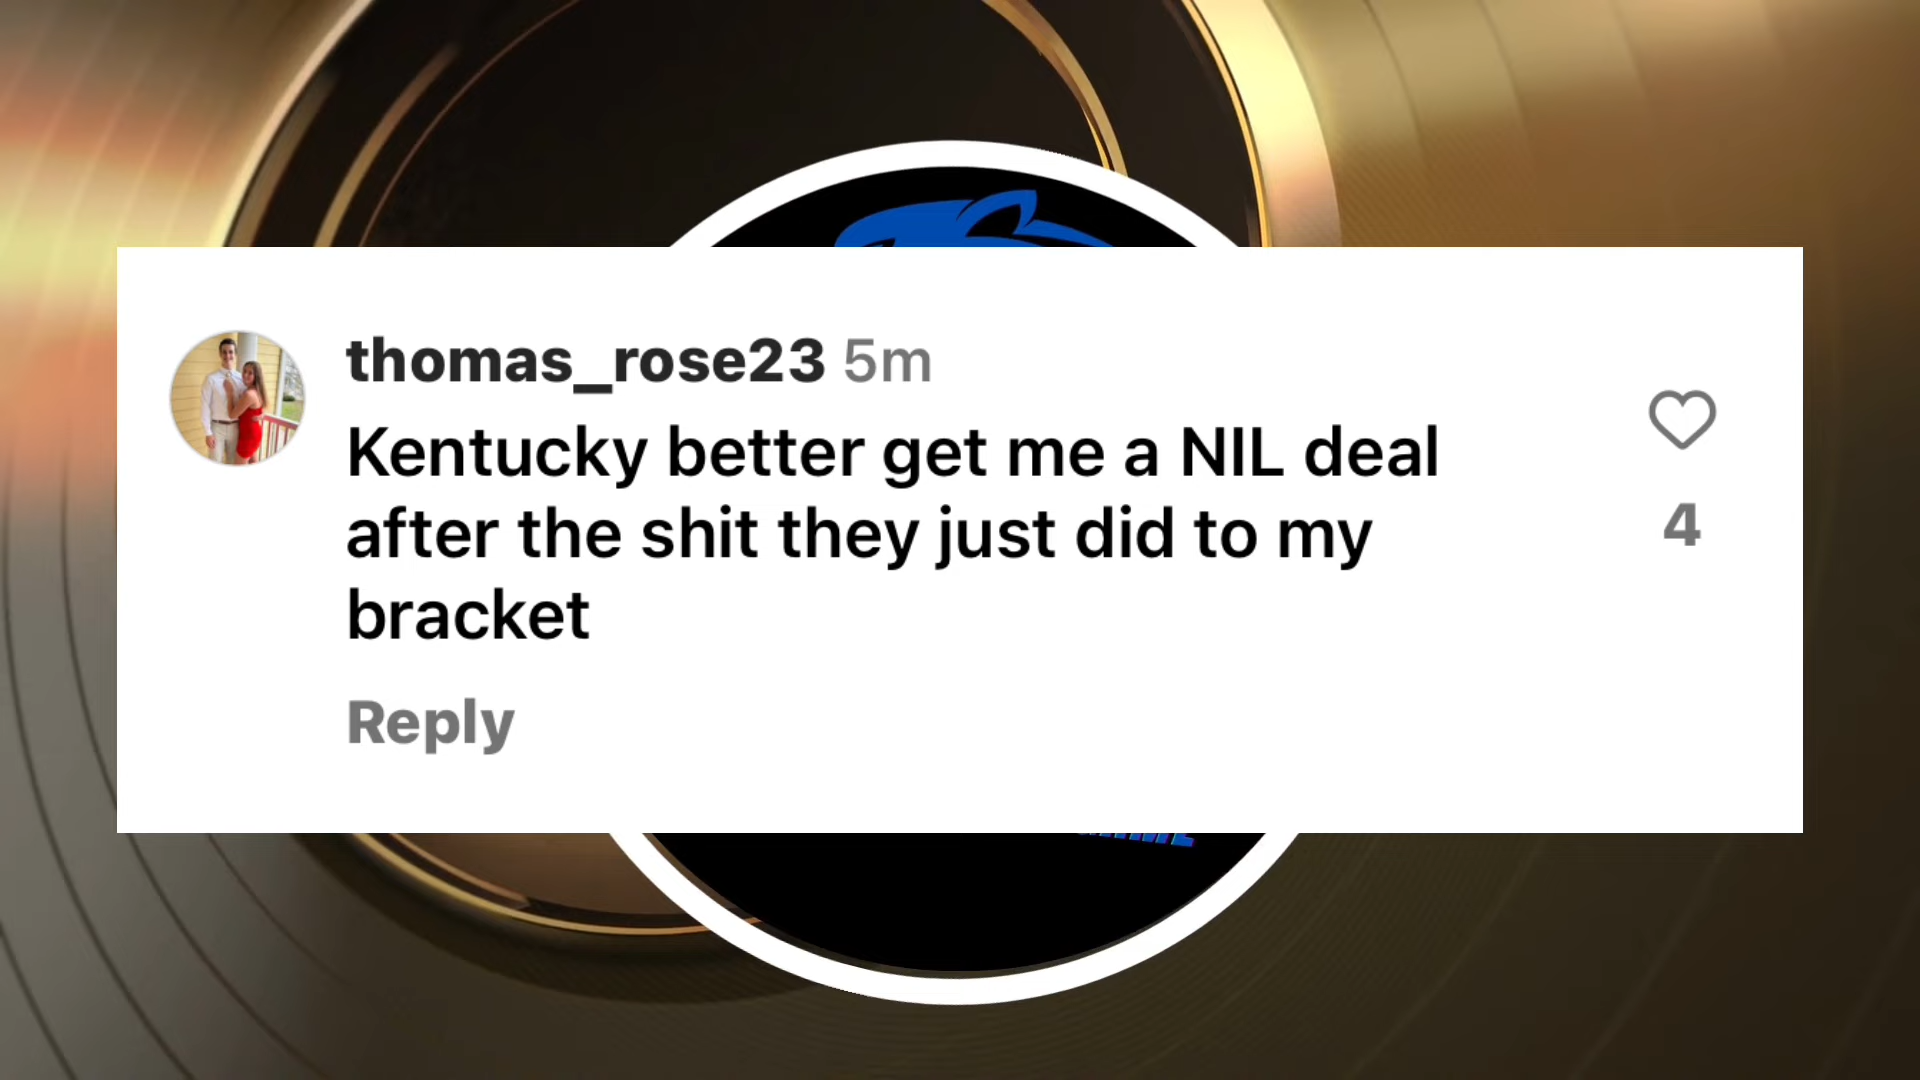 thomas_rose23 5m
Kentucky better get me a NIL deal
after the shit they just did to my
bracket
4
Reply